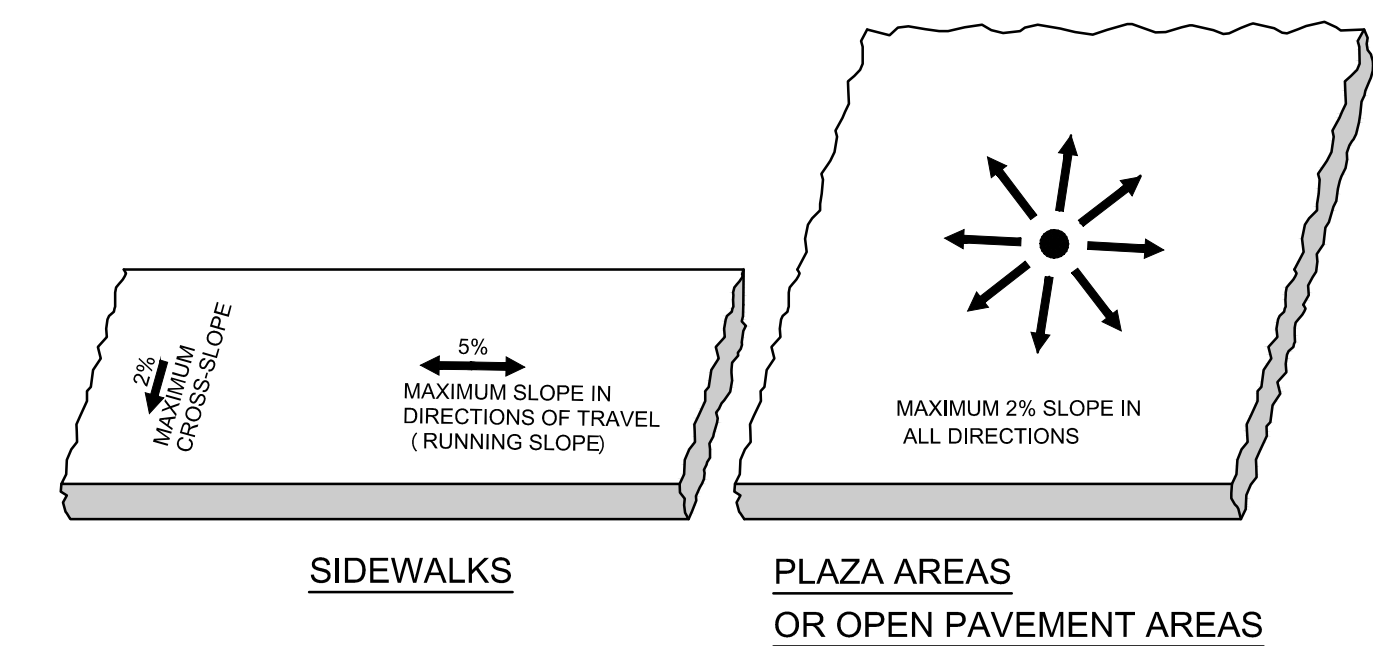 2%
MAXIMUM
CROSS-SLOPE
5%
MAXIMUM SLOPE IN
DIRECTIONS OF TRAVEL
( RUNNING SLOPE)
SIDEWALKS
MAXIMUM 2% SLOPE IN
ALL DIRECTIONS
PLAZA AREAS
OR OPEN PAVEMENT AREAS